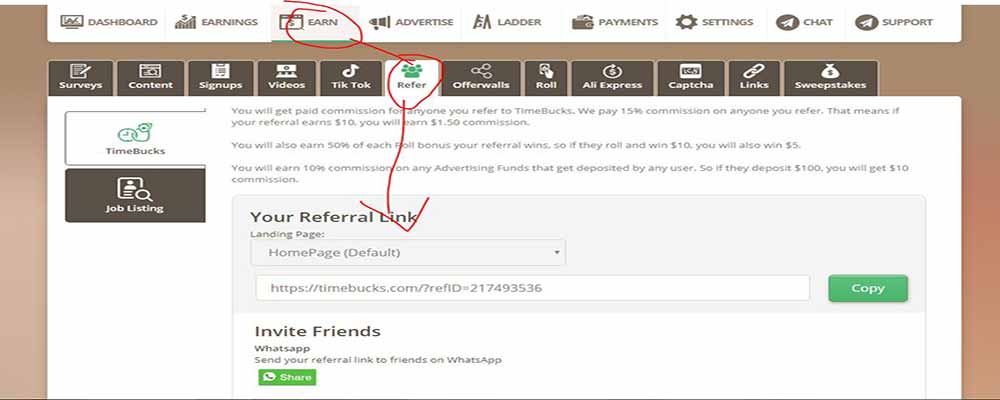 DASHBOARD EARNINGS EARN ADVERTISE LADDER PAYMENTS SETTINGS CHAT SUPPORT
Surveys Content Signups Videos Tik Tok Refer Offerwalls Roll Ali Express Captcha Links Sweepstakes
You will get paid commission for anyone you refer to TimeBucks. We pay 15% commission on anyone you refer. That means if
your referral earns $10, you will earn $1.50 commission.
You will also earn 50% of each Roll bonus your referral wins, so if they roll and win $10, you will also win $5.
You will earn 10% commission on any Advertising Funds that get deposited by any user. So if they deposit $100, you will get $10
commission.
TimeBucks
Job Listing
Your Referral Link
Landing Page:
HomePage (Default)
https://timebucks.com/?refID=217493536
Copy
Invite Friends
Whatsapp
Send your referral link to friends on WhatsApp
Share